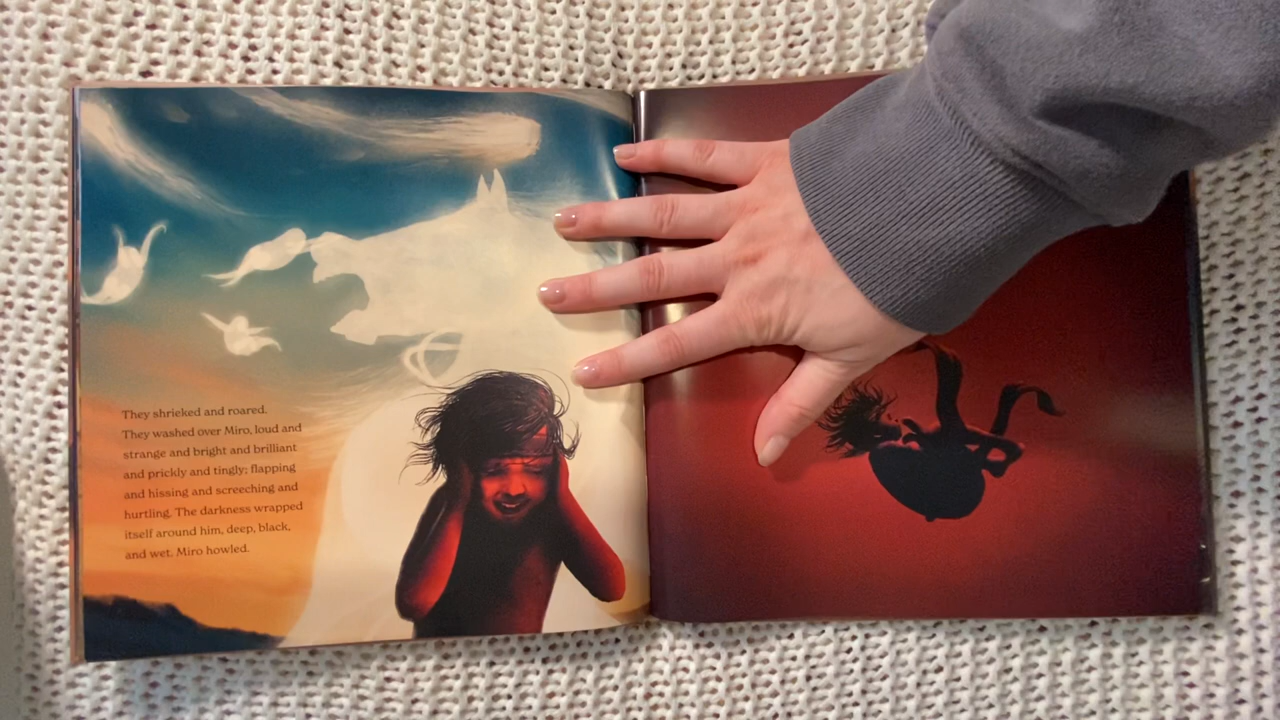 They shrieked and roared.
They washed over Miro, loud and
strange and bright and brilliant
and prickly and tingly; flapping
and hissing and screeching and
hurtling. The darkness wrapped
itself around him, deep, black,
and wet. Miro howled.